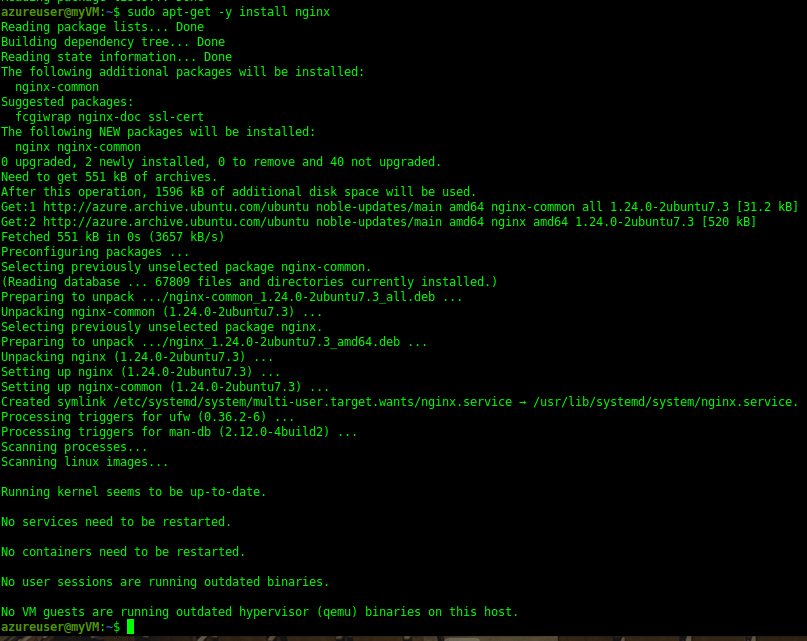 azureuser@myVM:~$ sudo apt-get -y install nginx
Reading package lists... Done
Building dependency tree... Done
Reading state information... Done
The following additional packages will be installed:
  nginx-common
Suggested packages:
  fcgiwrap nginx-doc ssl-cert
The following NEW packages will be installed:
  nginx nginx-common
0 upgraded, 2 newly installed, 0 to remove and 40 not upgraded.
Need to get 551 kB of archives.
After this operation, 1596 kB of additional disk space will be used.
Get:1 http://azure.archive.ubuntu.com/ubuntu noble-updates/main amd64 nginx-common all 1.24.0-2ubuntu7.3 [31.2 kB]
Get:2 http://azure.archive.ubuntu.com/ubuntu noble-updates/main amd64 nginx amd64 1.24.0-2ubuntu7.3 [520 kB]
Fetched 551 kB in 0s (3657 kB/s)
Preconfiguring packages ...
Selecting previously unselected package nginx-common.
(Reading database ... 67809 files and directories currently installed.)
Preparing to unpack .../nginx-common_1.24.0-2ubuntu7.3_all.deb ...
Unpacking nginx-common (1.24.0-2ubuntu7.3) ...
Selecting previously unselected package nginx.
Preparing to unpack .../nginx_1.24.0-2ubuntu7.3_amd64.deb ...
Unpacking nginx (1.24.0-2ubuntu7.3) ...
Setting up nginx (1.24.0-2ubuntu7.3) ...
Setting up nginx-common (1.24.0-2ubuntu7.3) ...
Created symlink /etc/systemd/system/multi-user.target.wants/nginx.service → /usr/lib/systemd/system/nginx.service.
Processing triggers for ufw (0.36.2-6) ...
Processing triggers for man-db (2.12.0-4build2) ...
Scanning processes...
Scanning linux images...
Running kernel seems to be up-to-date.
No services need to be restarted.
No containers need to be restarted.
No user sessions are running outdated binaries.
No VM guests are running outdated hypervisor (qemu) binaries on this host.
azureuser@myVM:~$